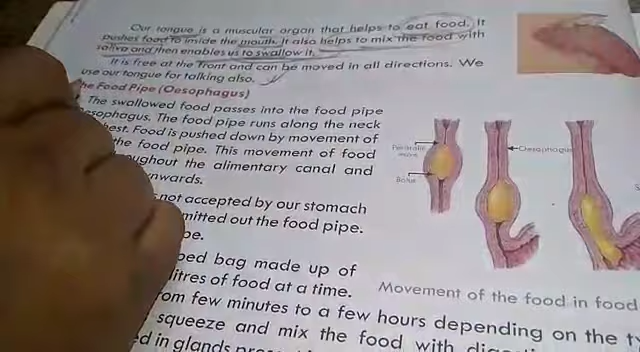 Our tongue is a muscular organ that helps to eat food. It
pushes food to inside the mouth. It also helps to mix the food with
saliva and then enables us to swallow it.
It is free at the front and can be moved in all directions. We
use our tongue for talking also.
he Food Pipe (Oesophagus)
The swallowed food passes into the food pipe
esophagus. The food pipe runs along the neck
hest. Food is pushed down by movement of
the food pipe. This movement of food
oughout the alimentary canal and
nwards.
not accepted by our stomach
mitted out the food pipe.
pe.
ped bag made up of
litres of food at a time.
rom few minutes to a few hours depending on the t
squeeze and mix the food with
ed in glands
Bolus
Oesophagus
Movement of the food in food